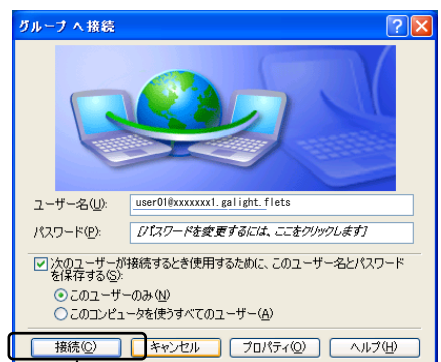 グループ へ接続
ユーザー名(U):
user01@xxxxxxx1.galight.flets
パスワード(P):
[パスワードを変更するには、ここをクリックします]
次のユーザーが接続するとき使用するために、このユーザー名とパスワード
を保存する(S):
このユーザーのみ(N)
このコンピュータを使うすべてのユーザー(A)
接続(C) キャンセル プロパティ(O) ヘルプ(H)